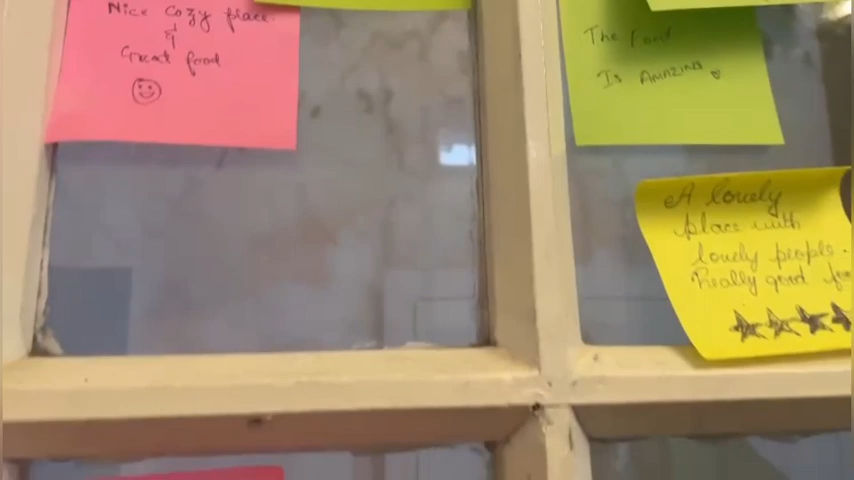 Nice cozy place.
&
Great food
The Food
Is AMAZING
A lovely
place with
lovely people.
Really good